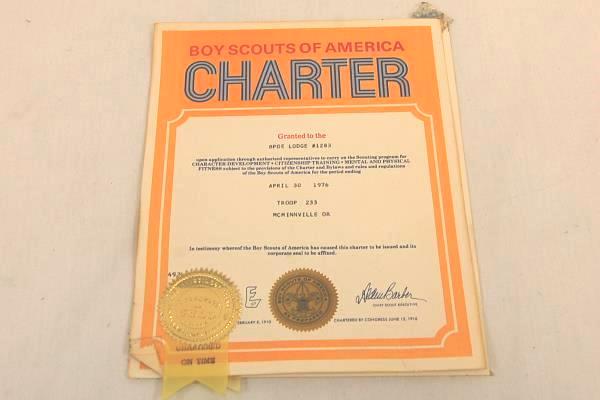 BOY SCOUTS OF AMERICA
CHARTER
Granted to the
BPOE LODGE #1283
upon application through authorized representatives to carry on the Scouting program for
CHARACTER DEVELOPMENT • CITIZENSHIP TRAINING • MENTAL AND PHYSICAL
FITNESS subject to the provisions of the Charter and Bylaws and rules and regulations
of the Boy Scouts of America for the period ending
APRIL 30 1976
TROOP 233
MCMINNVILLE OR
In testimony whereof the Boy Scouts of America has caused this charter to be issued and its
corporate seal to be affixed.
CHIEF SCOUT EXECUTIVE
8, 1910
CHARTERED BY CONGRESS JUNE 15, 1916
ON TIME